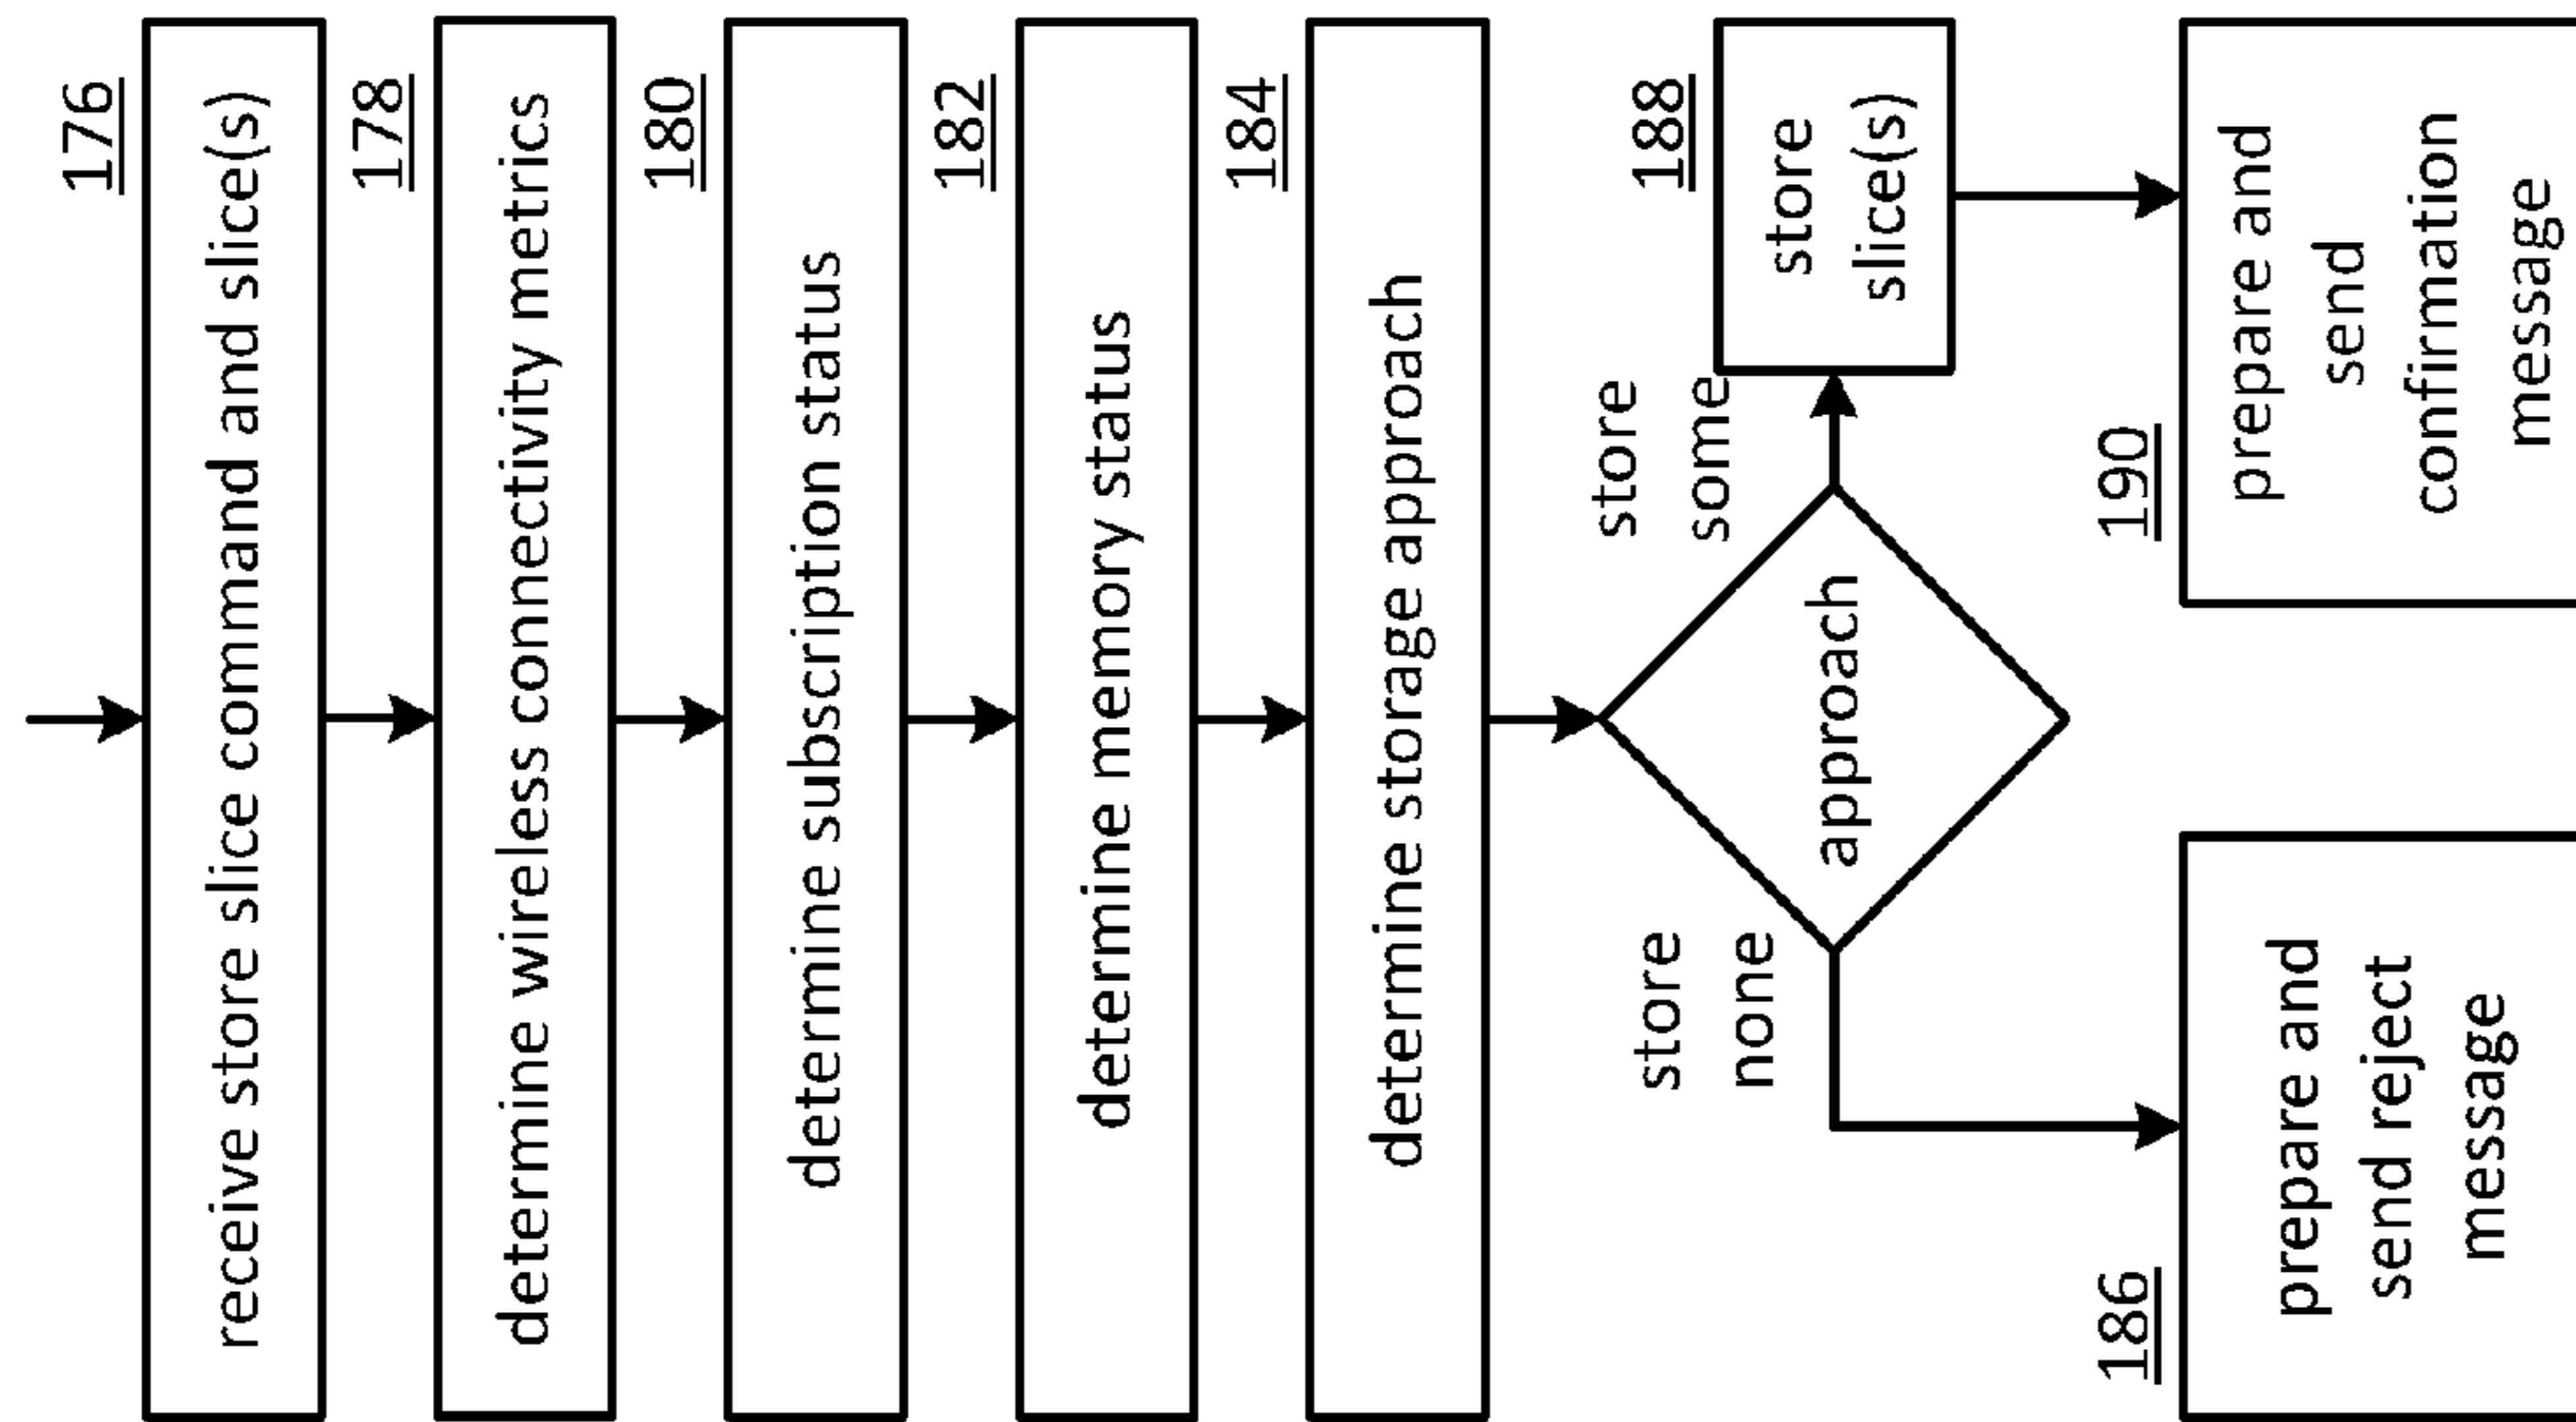 176
receive store slice command and slice(s)
178
determine wireless connectivity metrics
180
determine subscription status
182
determine memory status
184
determine storage approach
store
none
approach
store
some
188
store
slice(s)
186
prepare and
send reject
message
190
prepare and
send
confirmation
message